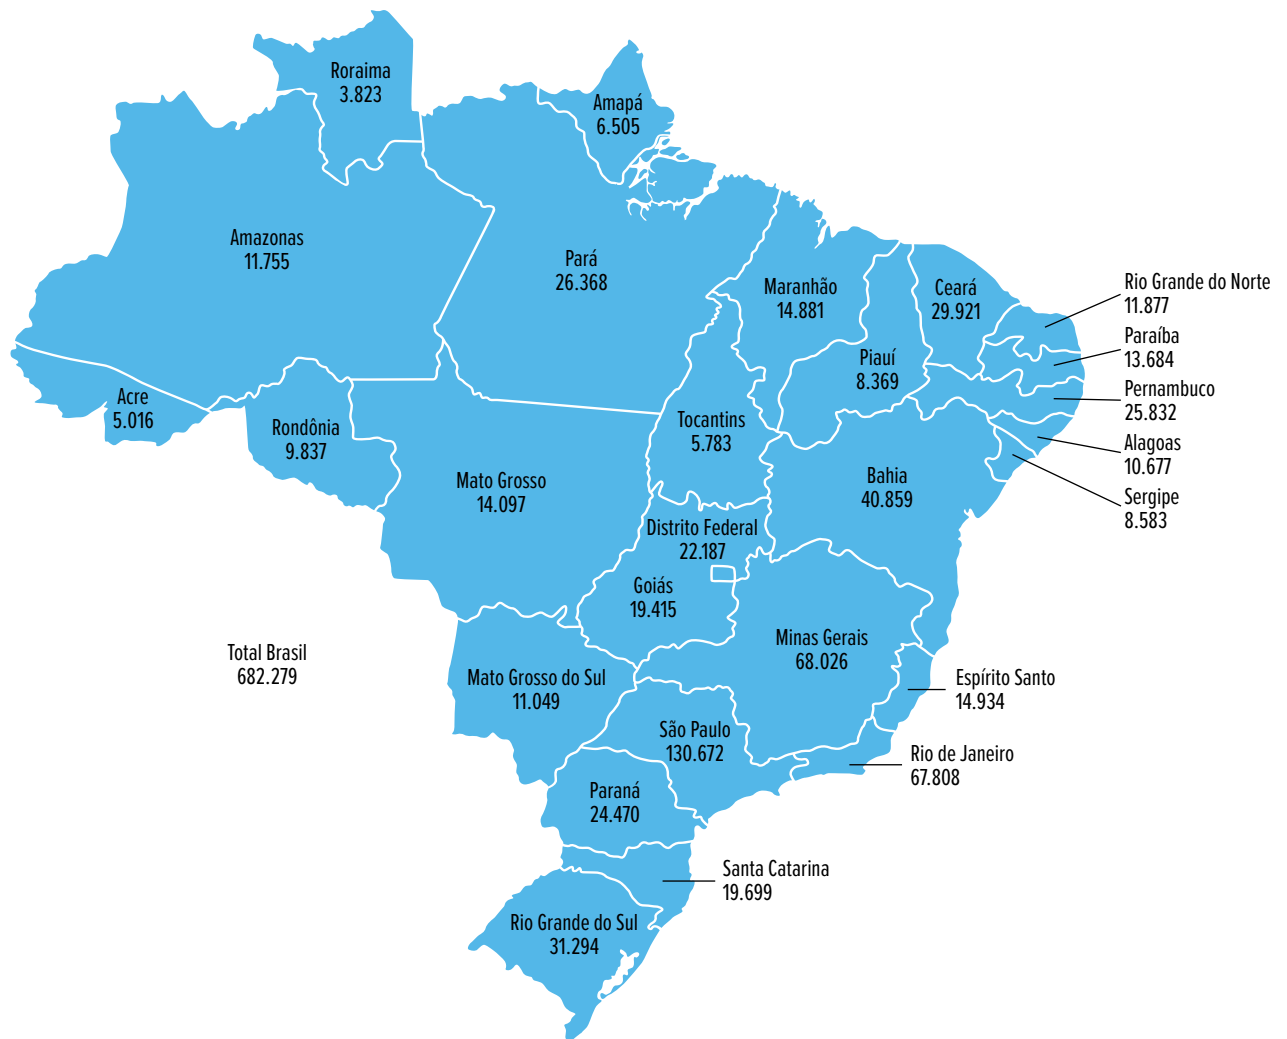 Roraima
3.823
Amapá
6.505
Amazonas
11.755
Pará
26.368
Maranhão
14.881
Ceará
29.921
Rio Grande do Norte
11.877
Paraíba
13.684
Piauí
8.369
Pernambuco
25.832
Acre
5.016
Rondônia
9.837
Tocantins
5.783
Alagoas
10.677
Mato Grosso
14.097
Bahia
40.859
Sergipe
8.583
Distrito Federal
22.187
Goiás
19.415
Minas Gerais
68.026
Total Brasil
682.279
Mato Grosso do Sul
11.049
Espírito Santo
14.934
São Paulo
130.672
Rio de Janeiro
67.808
Paraná
24.470
Santa Catarina
19.699
Rio Grande do Sul
31.294